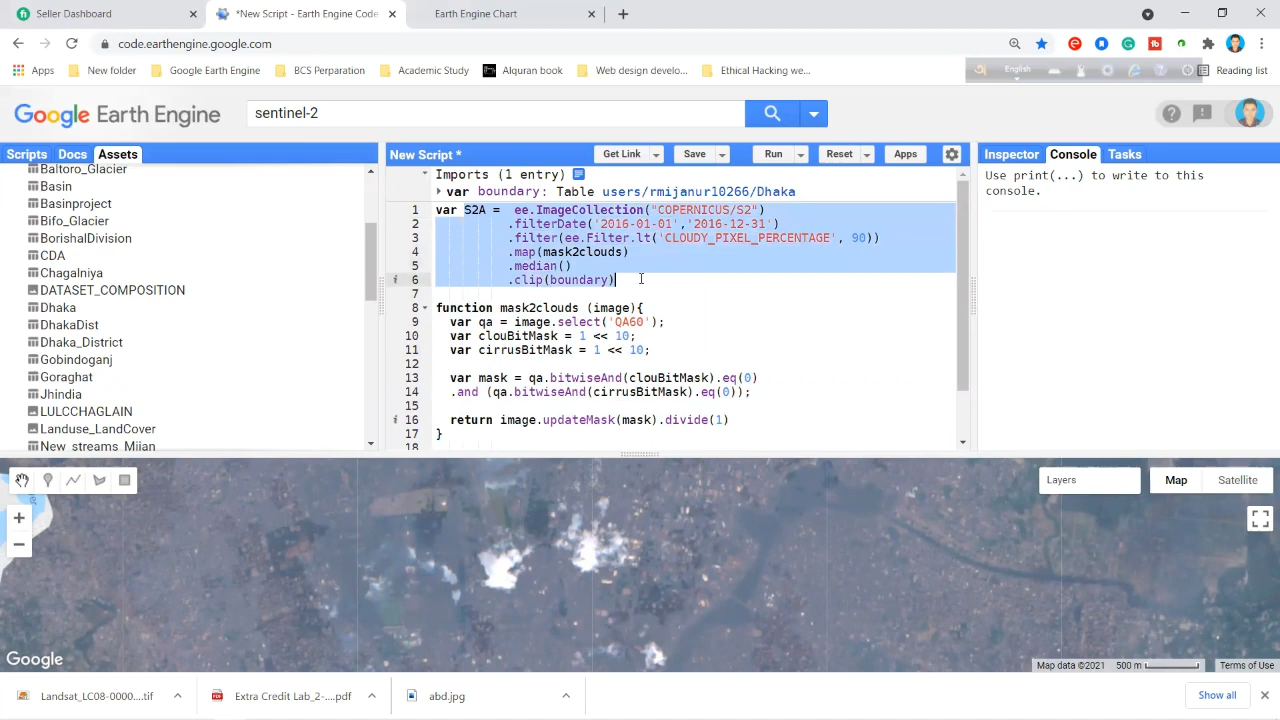 Seller Dashboard
*New Script - Earth Engine Code
Earth Engine Chart
code.earthengine.google.com
Apps
New folder
Google Earth Engine
BCS Perparation
Academic Study
Alquran book
Web design develo...
Ethical Hacking we...
English
Reading list
Google Earth Engine
sentinel-2
Scripts
Docs
Assets
New Script *
Get Link
Save
Run
Reset
Apps
Inspector
Console
Tasks
Baltoro_Glacier
Basin
Basinproject
Bifo_Glacier
BorishalDivision
CDA
Chagalniya
DATASET_COMPOSITION
Dhaka
DhakaDist
Dhaka_District
Gobindoganj
Goraghat
Jhindia
LULCCHAGLAIN
Landuse_LandCover
New_streams_Mijan
Imports (1 entry)
var boundary: Table users/rmijanur10266/Dhaka
1 var S2A = ee.ImageCollection("COPERNICUS/S2")
2 .filterDate('2016-01-01','2016-12-31')
3 .filter(ee.Filter.lt('CLOUDY_PIXEL_PERCENTAGE', 90))
4 .map(mask2clouds)
5 .median()
6 .clip(boundary)
7
8 function mask2clouds (image){
9 var qa = image.select('QA60');
10 var clouBitMask = 1 << 10;
11 var cirrusBitMask = 1 << 10;
12
13 var mask = qa.bitwiseAnd(clouBitMask).eq(0)
14 .and (qa.bitwiseAnd(cirrusBitMask).eq(0));
15
16 return image.updateMask(mask).divide(1)
17 }
18
Use print(...) to write to this
console.
Layers
Map
Satellite
Google
Map data ©2021
500 m
Terms of Use
Landsat_LC08-0000....tif
Extra Credit Lab_2-....pdf
abd.jpg
Show all